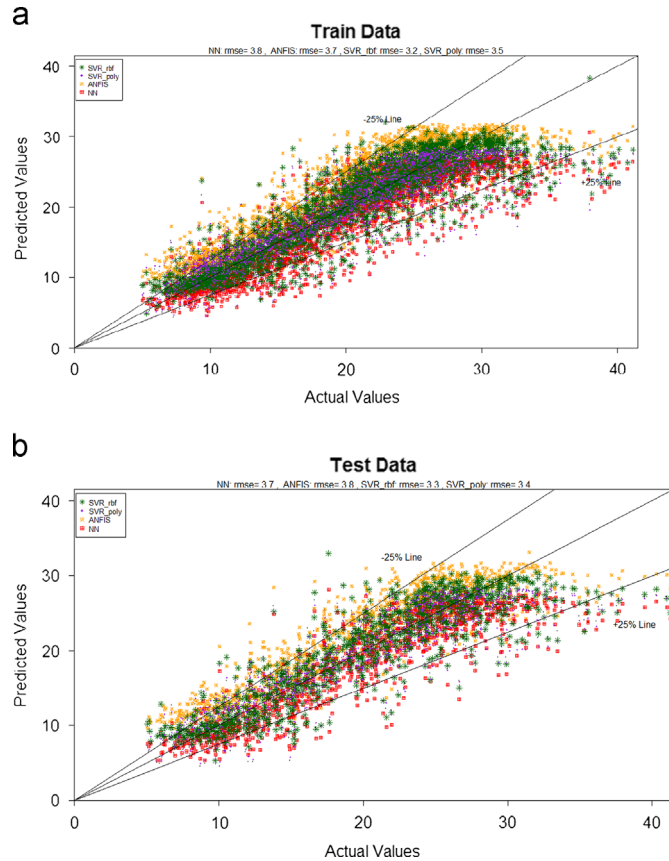 a
Train Data
NN: rmse= 3.8 , ANFIS: rmse= 3.7 , SVR_rbf: rmse= 3.2 , SVR_poly: rmse= 3.5
SVR_rbf
SVR_poly
ANFIS
NN
-25% Line
+25% Line
Predicted Values
40
30
20
10
0
0 10 20 30 40
Actual Values
b
Test Data
NN: rmse= 3.7 , ANFIS: rmse= 3.8 , SVR_rbf: rmse= 3.3 , SVR_poly: rmse= 3.4
SVR_rbf
SVR_poly
ANFIS
NN
-25% Line
+25% Line
Predicted Values
40
30
20
10
0
0 10 20 30 40
Actual Values